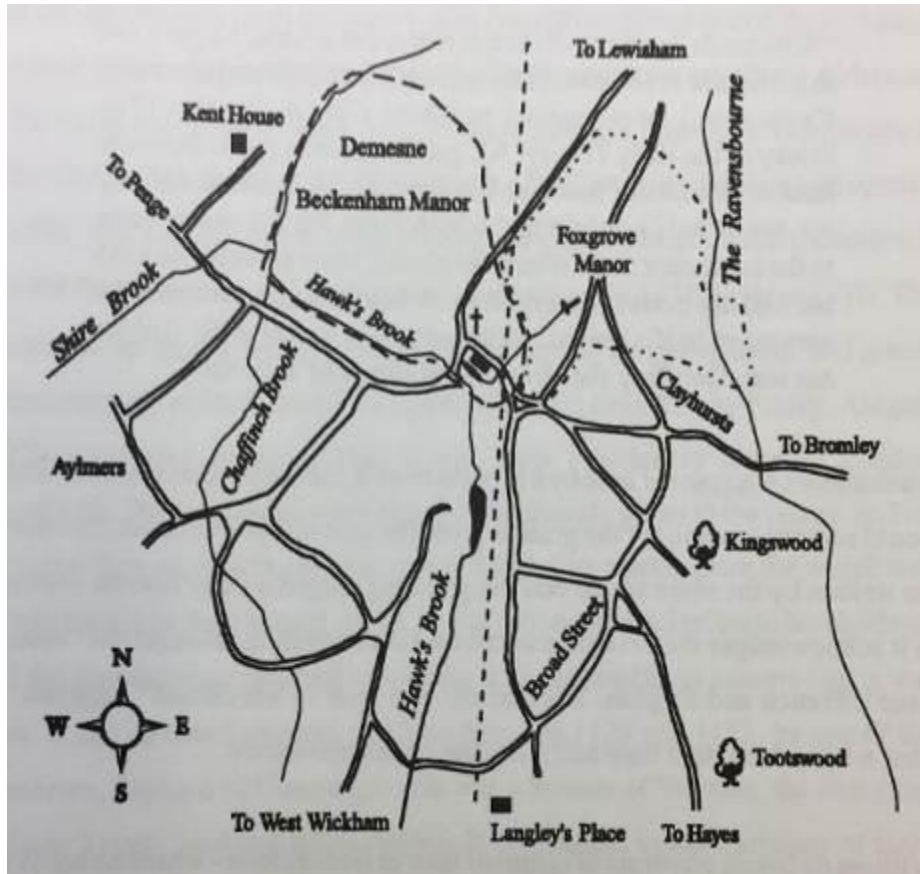 To Lewisham
Kent House
Demesne
Beckenham Manor
To Penge
Foxgrove
Manor
The Ravensbourne
Shire Brook
Hawk's Brook
Chaffinch Brook
Clayhursts
To Bromley
Aylmers
Kingswood
Hawk's Brook
Broad Street
N
W
E
S
Tootswood
To West Wickham
Langley's Place
To Hayes